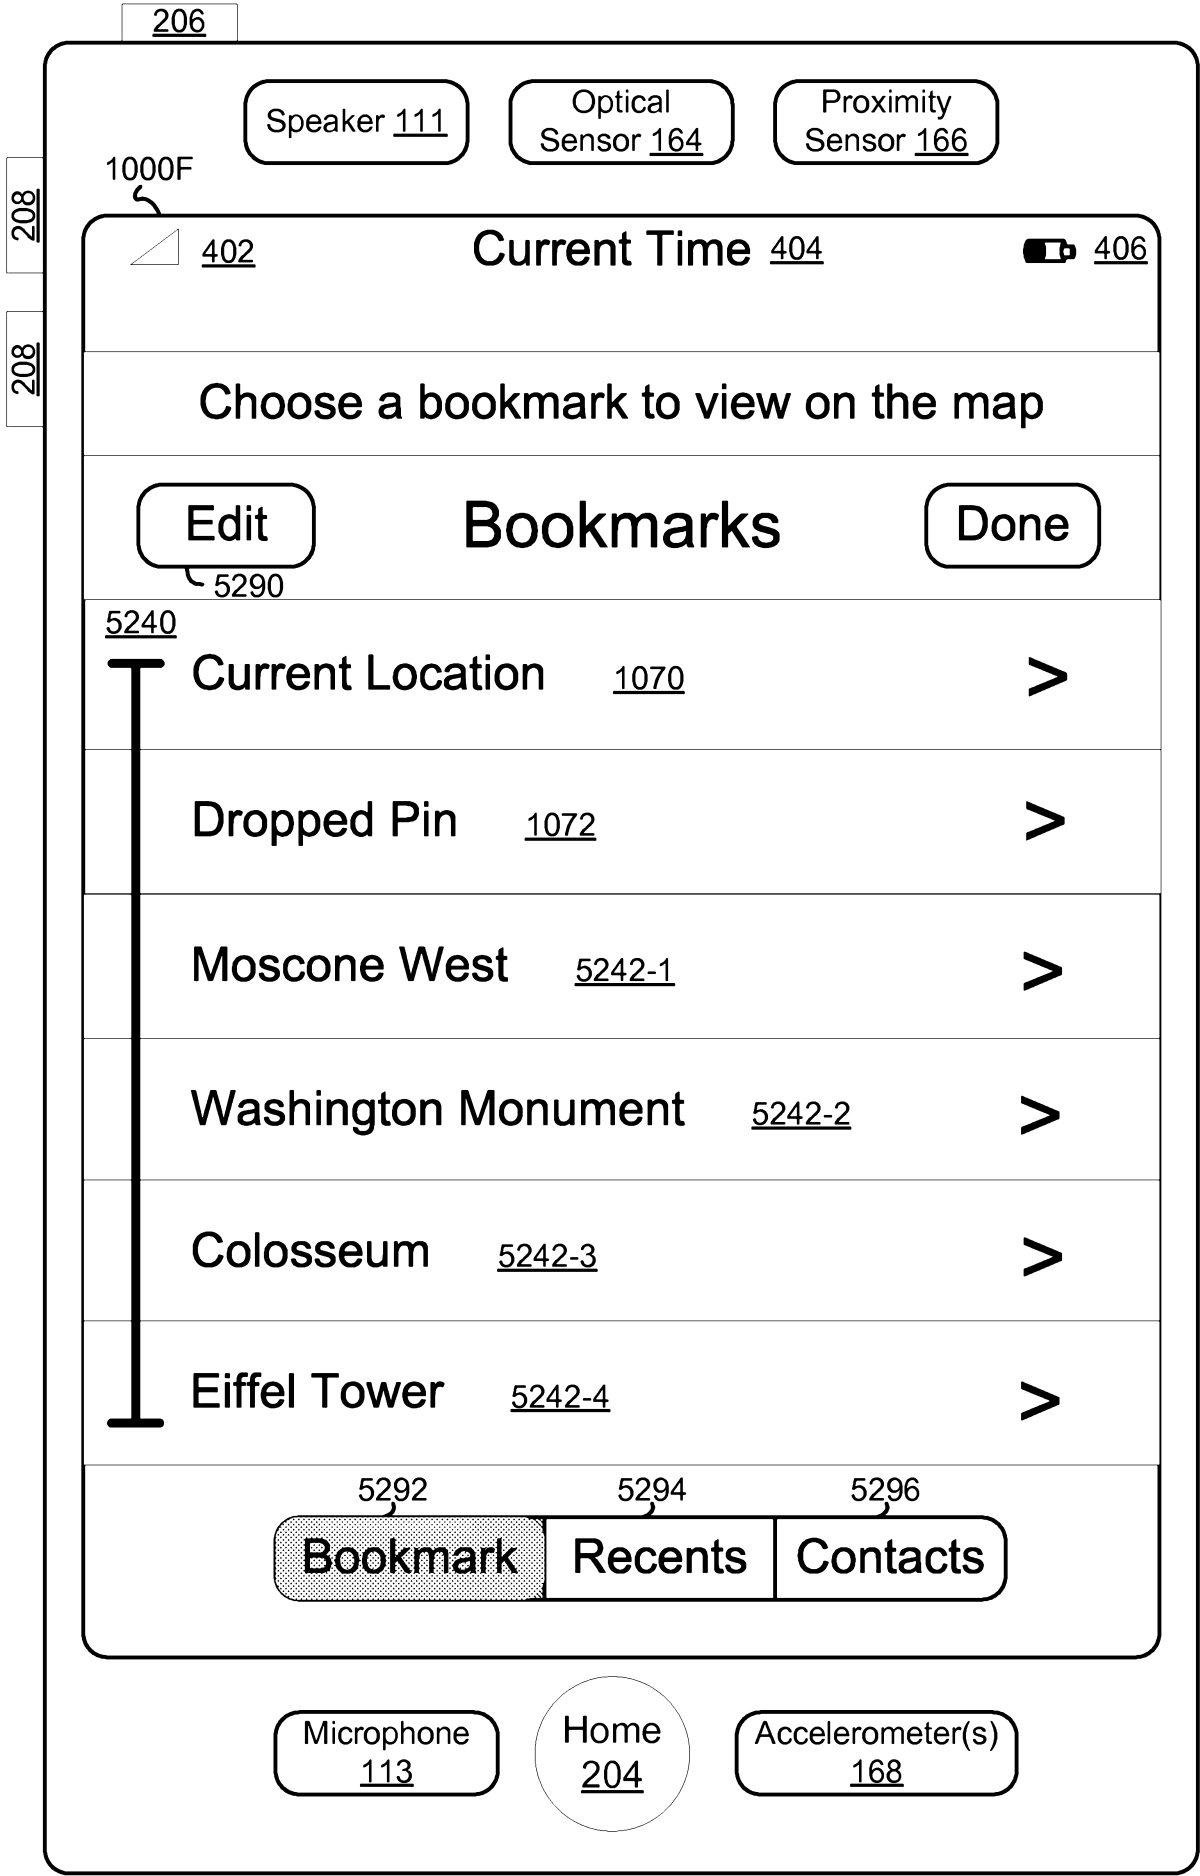 206
Speaker 111
Optical
Sensor 164
Proximity
Sensor 166
1000F
208
208
402
Current Time 404
406
Choose a bookmark to view on the map
Edit
Bookmarks
Done
5290
5240
Current Location 1070 >
Dropped Pin 1072 >
Moscone West 5242-1 >
Washington Monument 5242-2 >
Colosseum 5242-3 >
Eiffel Tower 5242-4 >
5292 5294 5296
Bookmark Recents Contacts
Microphone
113
Home
204
Accelerometer(s)
168